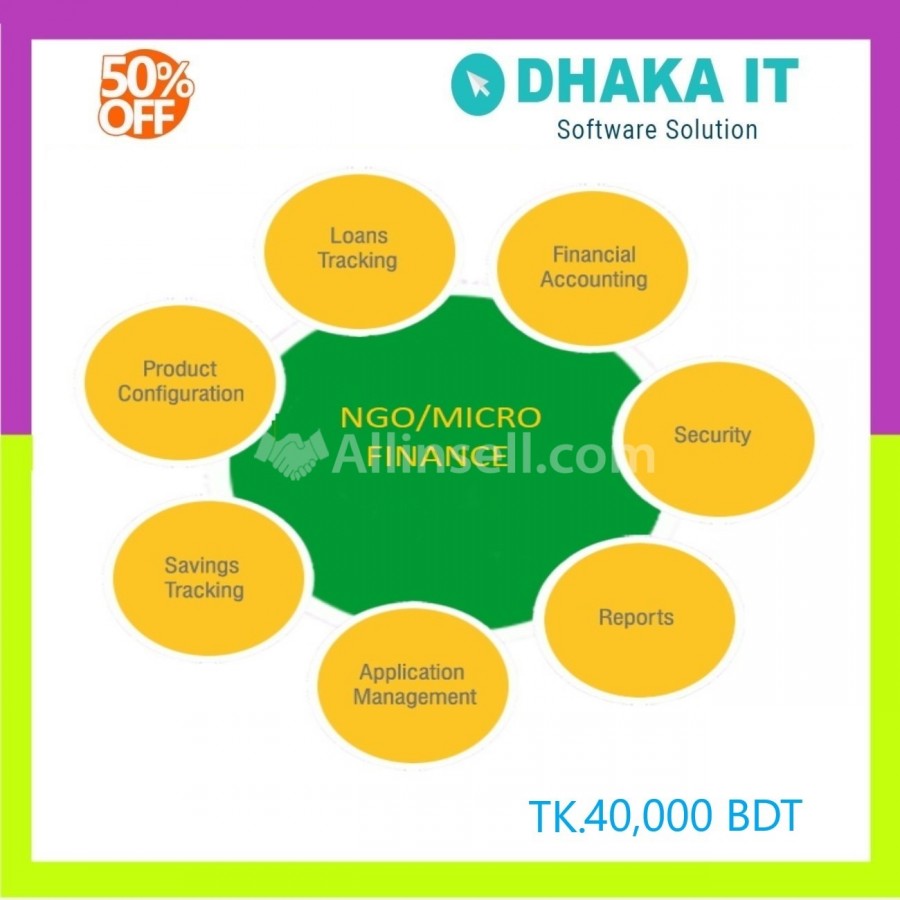 50%
OFF
DHAKA IT
Software Solution
Loans
Tracking
Financial
Accounting
Product
Configuration
NGO/MICRO
FINANCE
Allinsell.com
Security
Savings
Tracking
Reports
Application
Management
TK.40,000 BDT